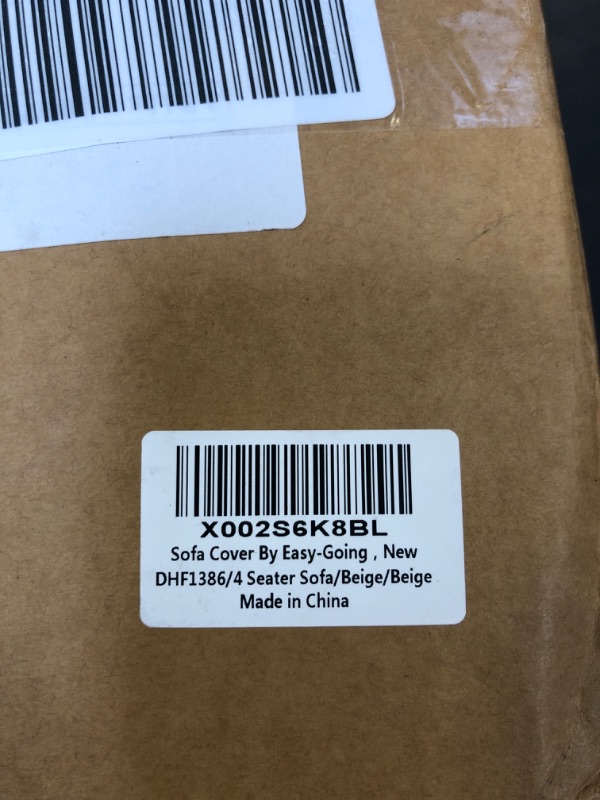 X002S6K8BL
Sofa Cover By Easy-Going , New
DHF1386/4 Seater Sofa/Beige/Beige
Made in China